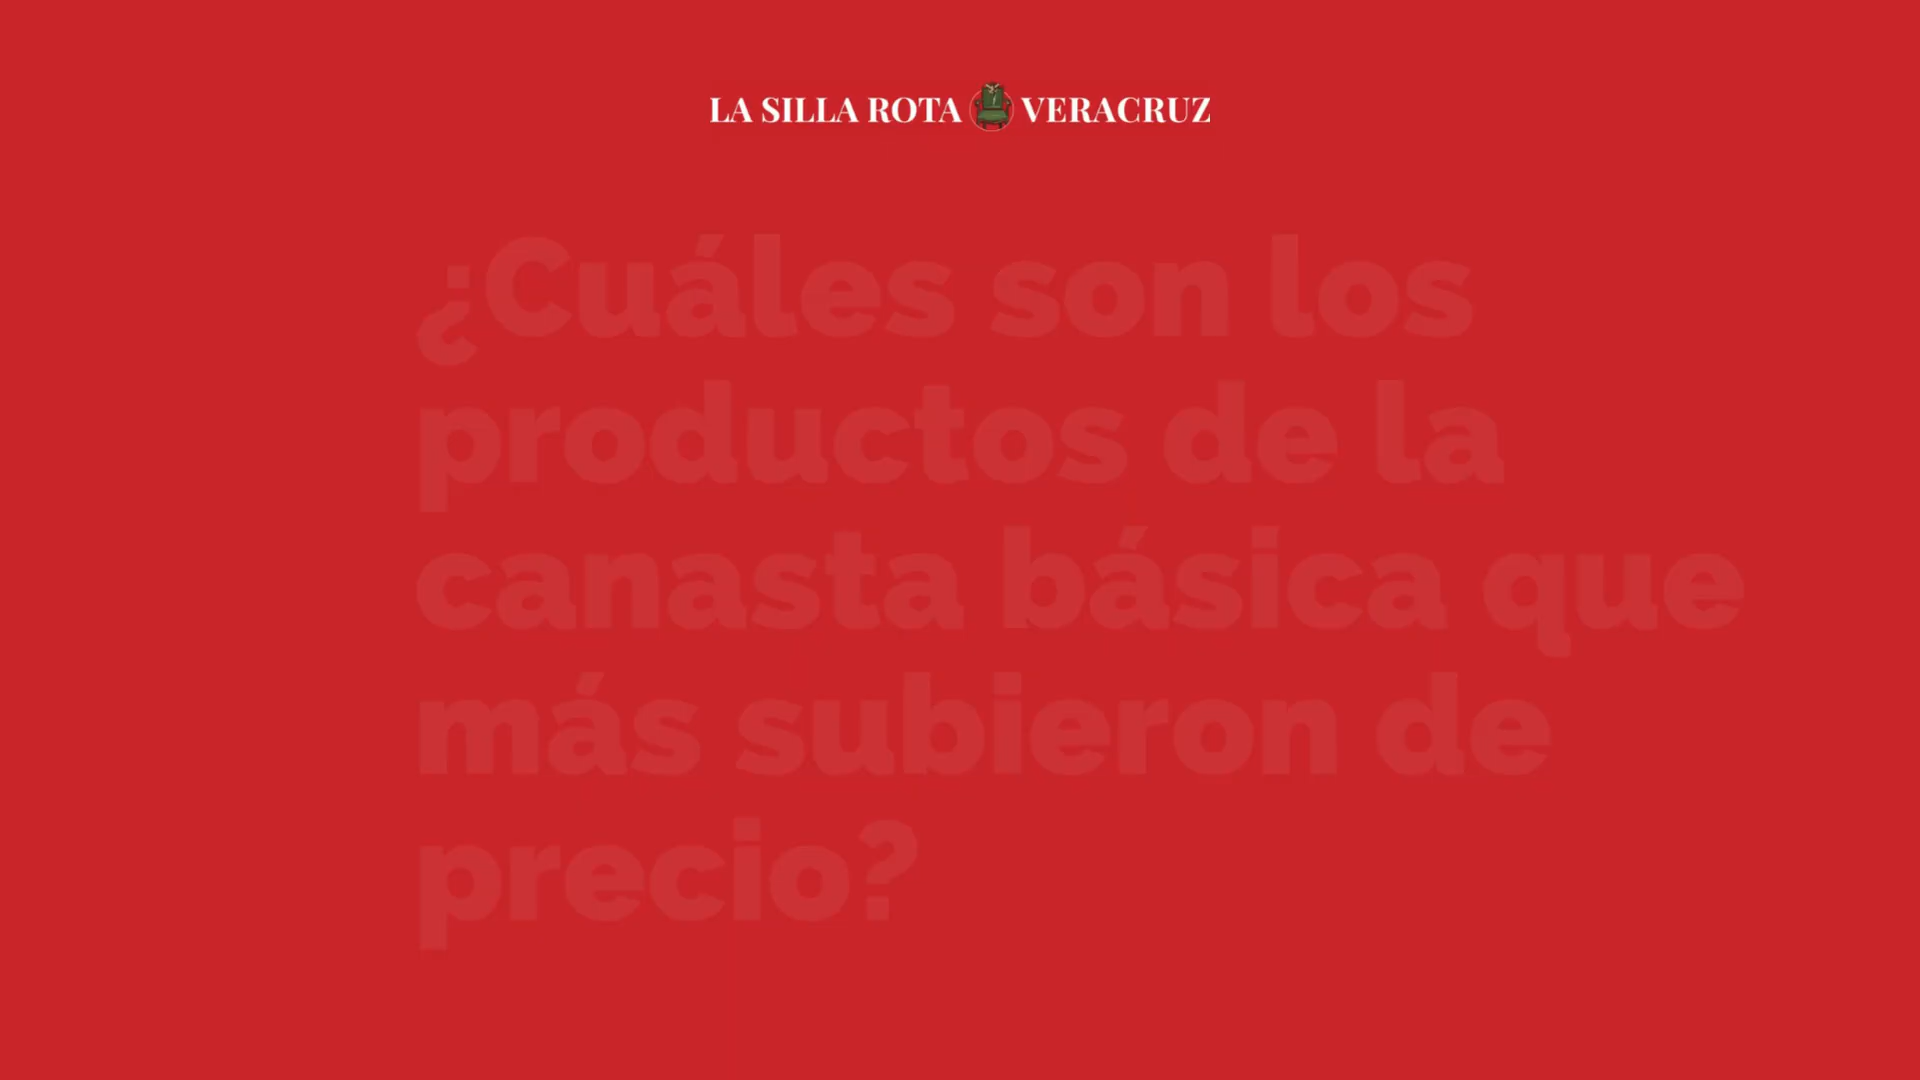 LA SILLA ROTA VERACRUZ
¿Cuáles son los
productos de la
canasta básica que
más subieron de
precio?